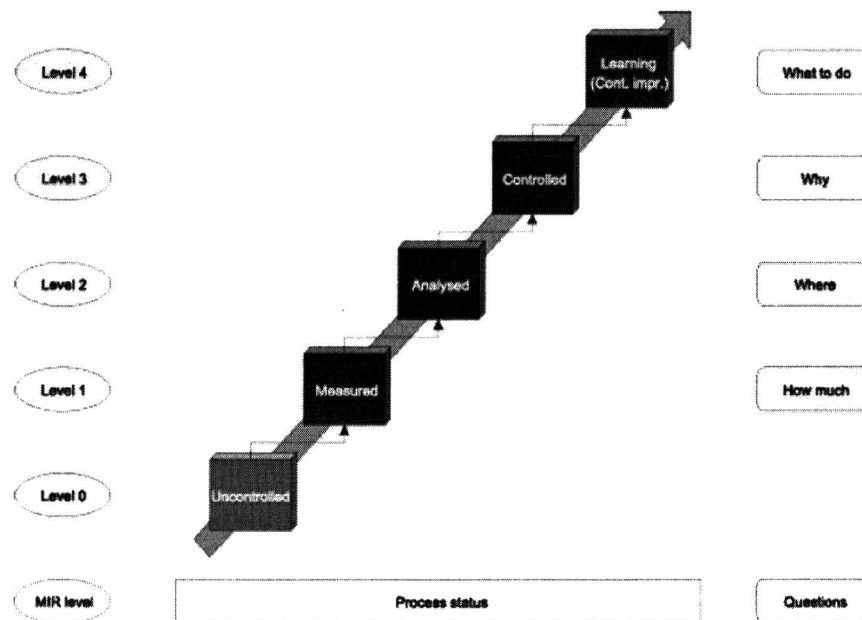 Level 4
Learning
(Cont. impr.)
What to do
Level 3
Controlled
Why
Level 2
Analysed
Where
Level 1
Measured
How much
Level 0
Uncontrolled
MIR level
Process status
Questions